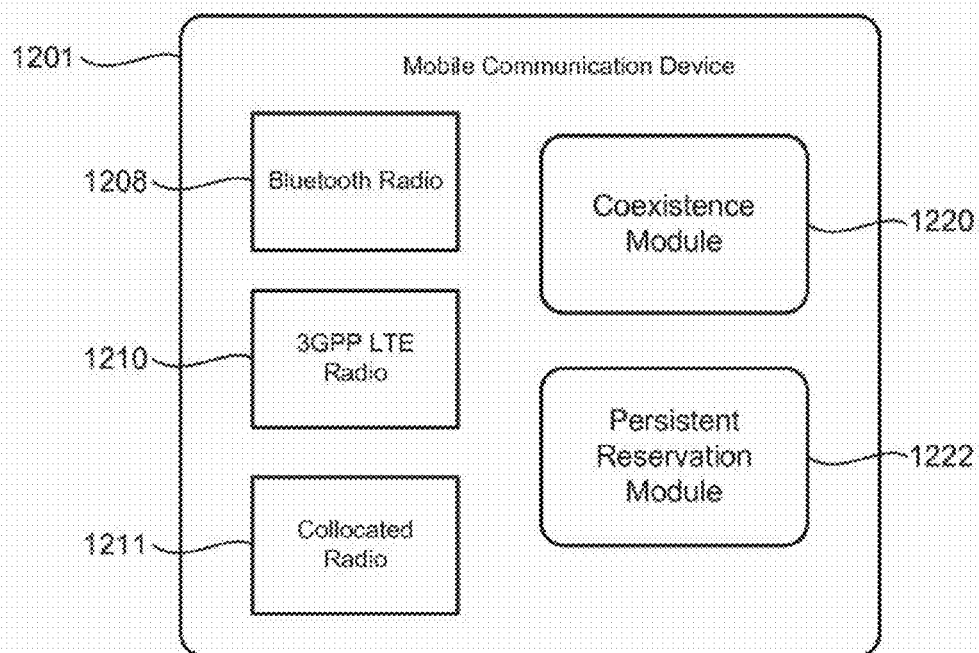 1201
Mobile Communication Device
1208
Bluetooth Radio
Coexistence
Module
1220
1210
3GPP LTE
Radio
Persistent
Reservation
Module
1222
1211
Collocated
Radio